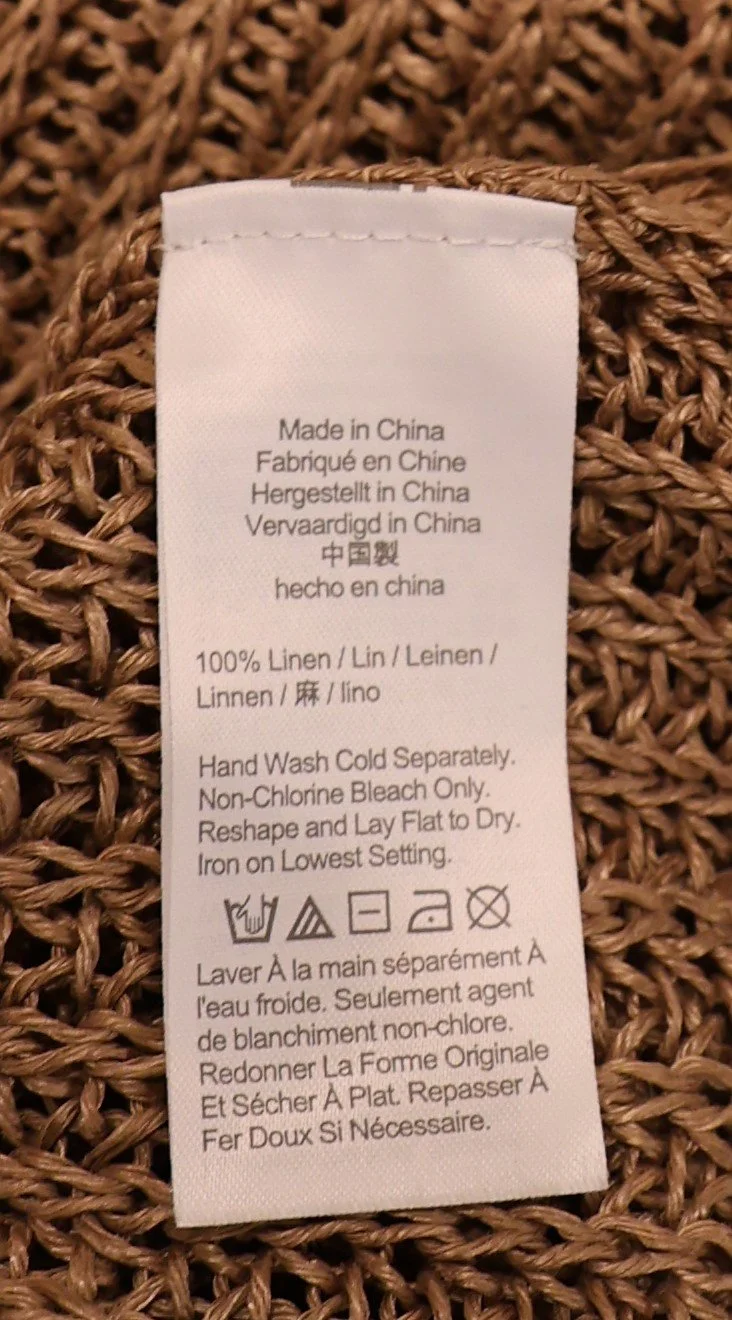 Made in China
Fabriqué en Chine
Hergestellt in China
Vervaardigd in China
中国製
hecho en china
100% Linen / Lin / Leinen /
Linnen / 麻 / lino
Hand Wash Cold Separately.
Non-Chlorine Bleach Only.
Reshape and Lay Flat to Dry.
Iron on Lowest Setting.
Laver À la main séparément À
l'eau froide. Seulement agent
de blanchiment non-chlore.
Redonner La Forme Originale
Et Sécher À Plat. Repasser À
Fer Doux Si Nécessaire.